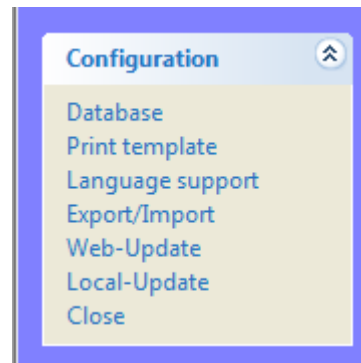 Configuration
Database
Print template
Language support
Export/Import
Web-Update
Local-Update
Close